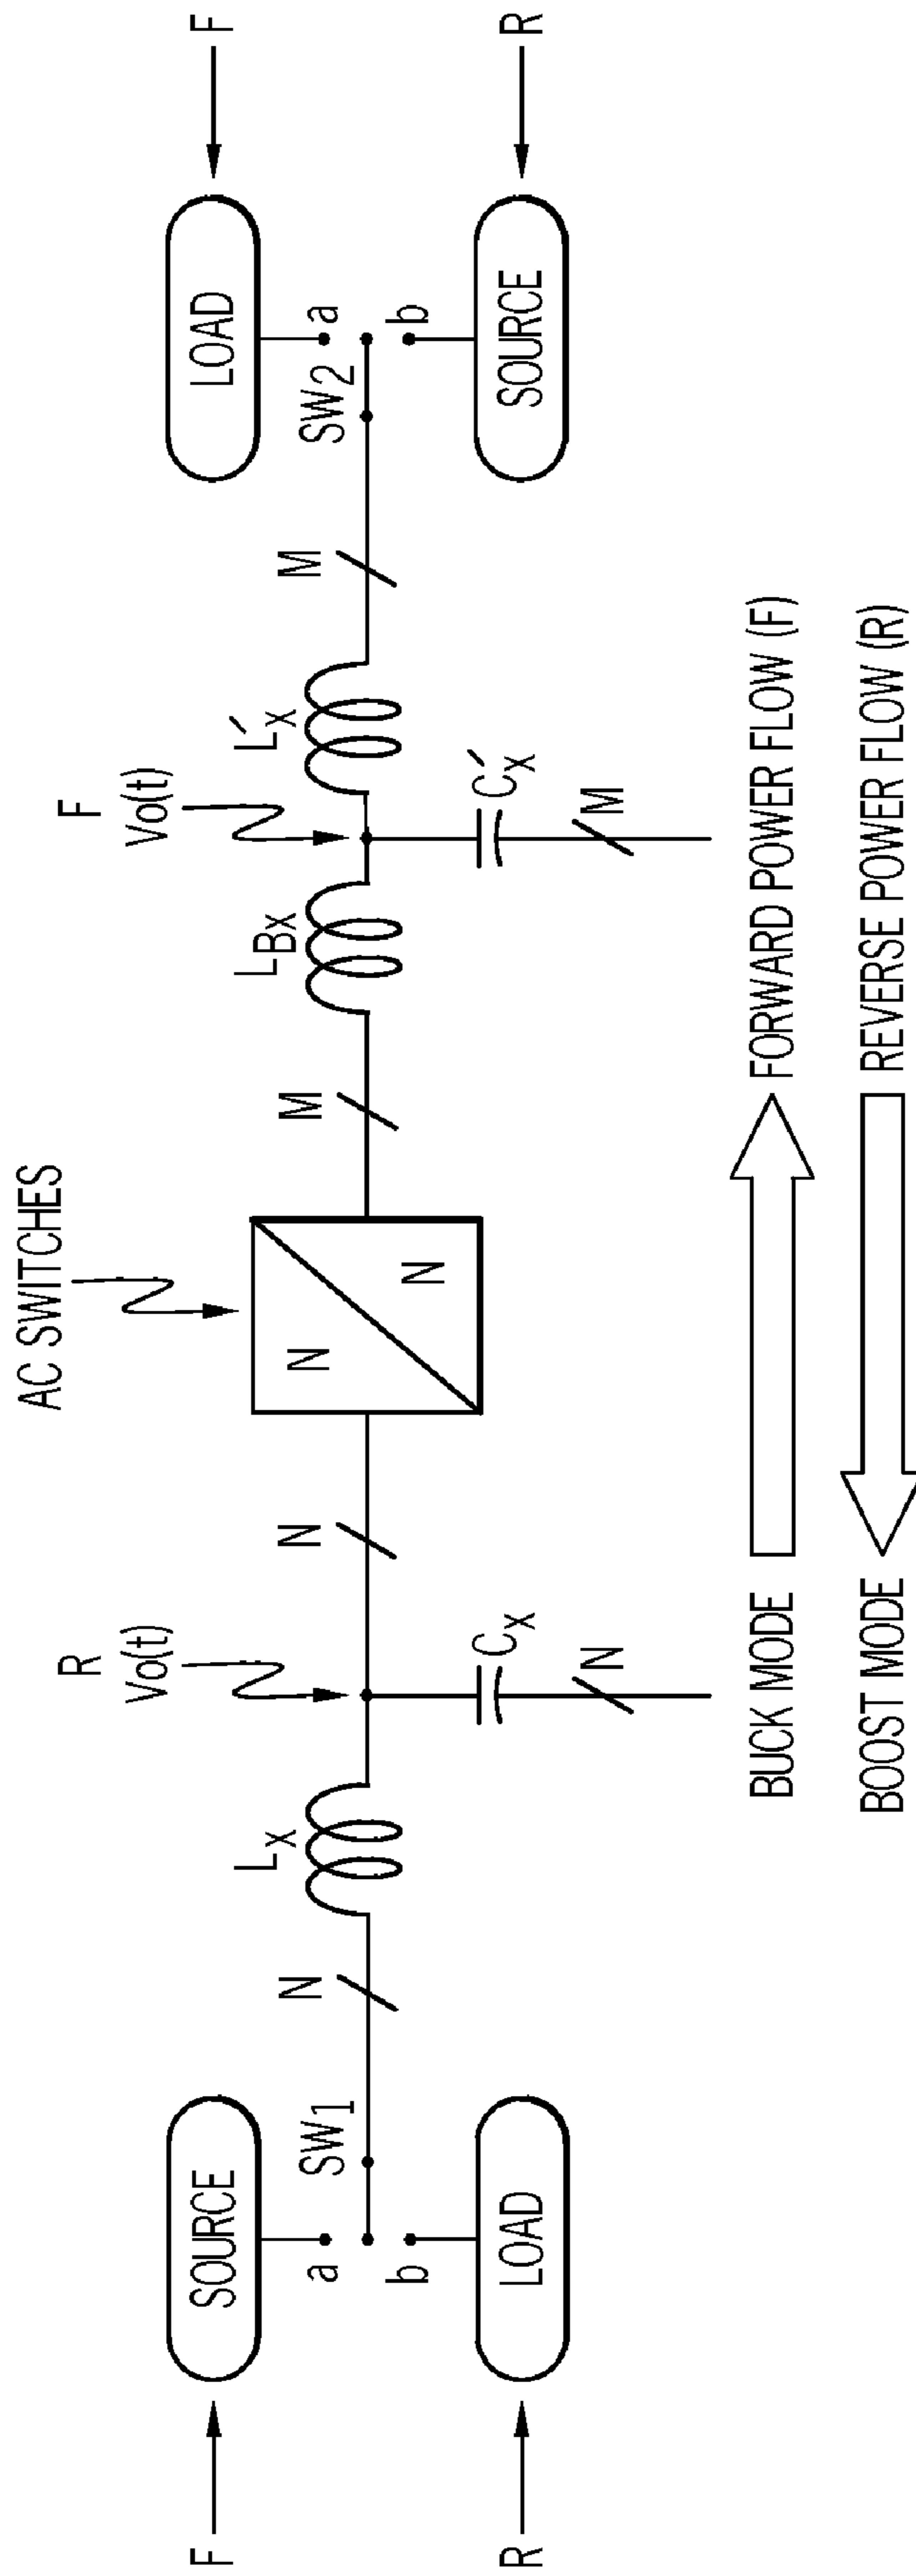 F
SOURCE
a
SW1
b
LOAD
R
N
Lx
R
Vo(t)
Cx
N
N
AC SWITCHES
N
N
M
LBx
F
Vo(t)
C'x
M
L'x
M
SW2
a
b
LOAD
F
SOURCE
R
BUCK MODE
FORWARD POWER FLOW (F)
BOOST MODE
REVERSE POWER FLOW (R)